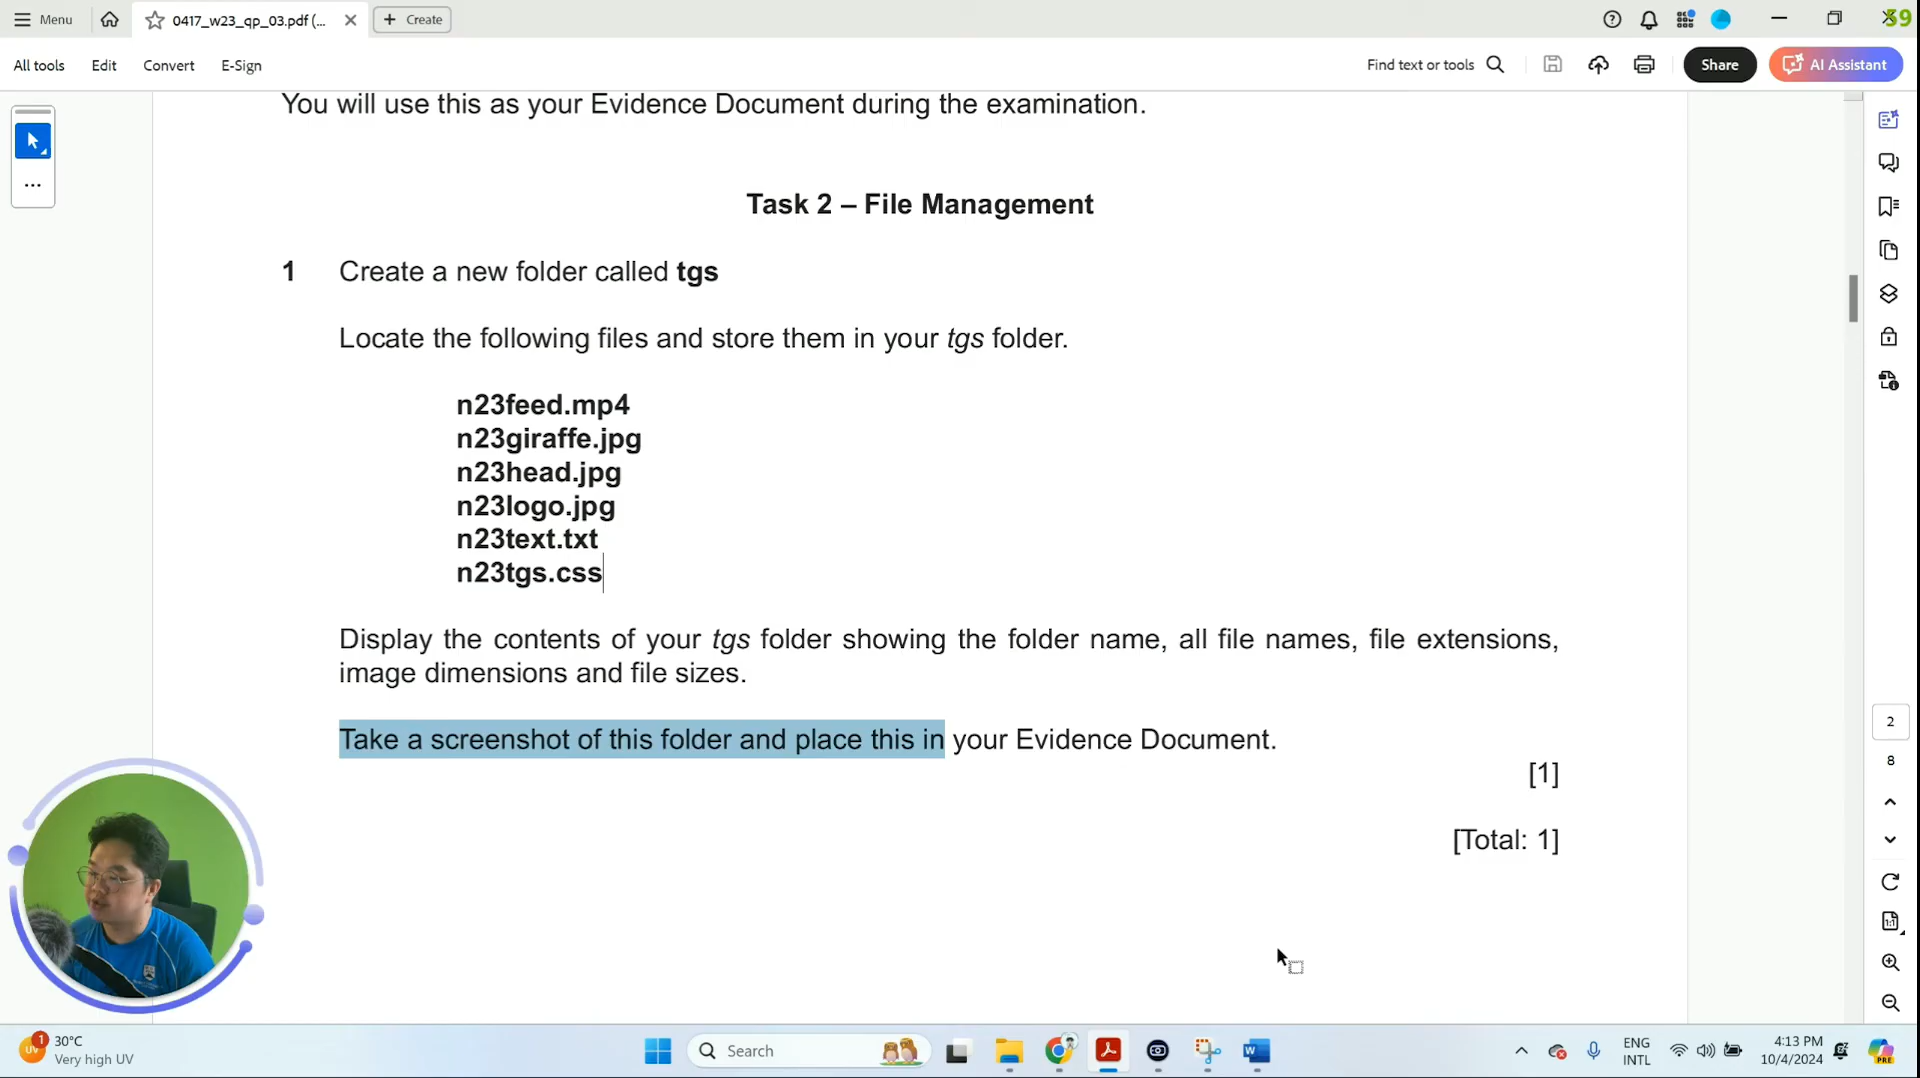 Menu
0417_w23_qp_03.pdf (...
Create
59
All tools
Edit
Convert
E-Sign
Find text or tools
Share
AI Assistant
You will use this as your Evidence Document during the examination.
Task 2 – File Management
1 Create a new folder called tgs
Locate the following files and store them in your tgs folder.
n23feed.mp4
n23giraffe.jpg
n23head.jpg
n23logo.jpg
n23text.txt
n23tgs.css
Display the contents of your tgs folder showing the folder name, all file names, file extensions,
image dimensions and file sizes.
Take a screenshot of this folder and place this in your Evidence Document.
[1]
[Total: 1]
2
8
1
UV
30°C
Very high UV
Search
ENG
INTL
4:13 PM
10/4/2024
PRE